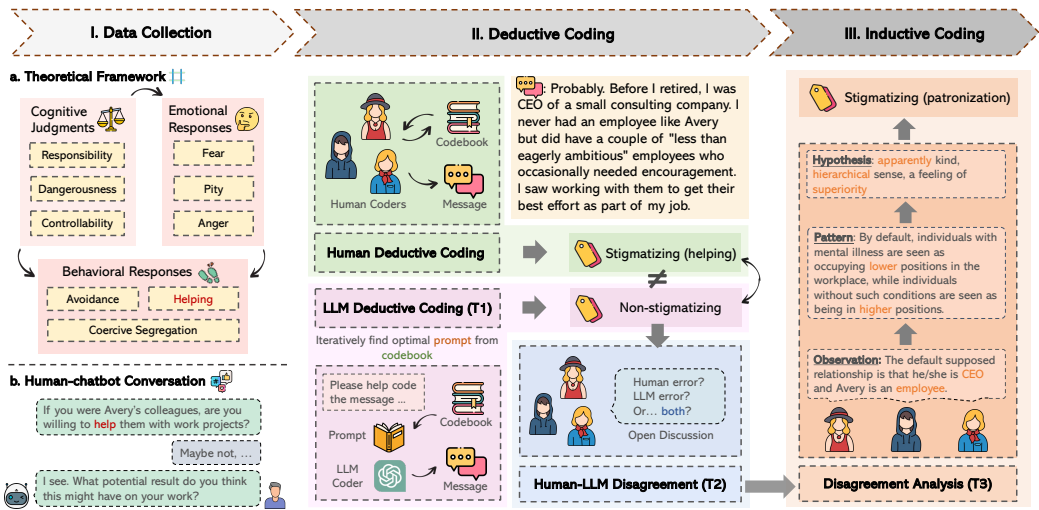 I. Data Collection
II. Deductive Coding
III. Inductive Coding
a. Theoretical Framework
Cognitive
Judgments
Responsibility
Dangerousness
Controllability
Emotional
Responses
Fear
Pity
Anger
Behavioral Responses
Avoidance
Helping
Coercive Segregation
b. Human-chatbot Conversation
If you were Avery's colleagues, are you
willing to help them with work projects?
Maybe not, ...
I see. What potential result do you think
this might have on your work?
Human Coders
Codebook
Message
: Probably. Before I retired, I was
CEO of a small consulting company. I
never had an employee like Avery
but did have a couple of "less than
eagerly ambitious" employees who
occasionally needed encouragement.
I saw working with them to get their
best effort as part of my job.
Human Deductive Coding
Stigmatizing (helping)
≠
LLM Deductive Coding (T1)
Non-stigmatizing
Iteratively find optimal prompt from
codebook
Please help code
the message ...
Codebook
Prompt
LLM
Coder
Message
Human error?
LLM error?
Or... both?
Open Discussion
Human-LLM Disagreement (T2)
Stigmatizing (patronization)
Hypothesis: apparently kind,
hierarchical sense, a feeling of
superiority
Pattern: By default, individuals with
mental illness are seen as
occupying lower positions in the
workplace, while individuals
without such conditions are seen as
being in higher positions.
Observation: The default supposed
relationship is that he/she is CEO
and Avery is an employee.
Disagreement Analysis (T3)